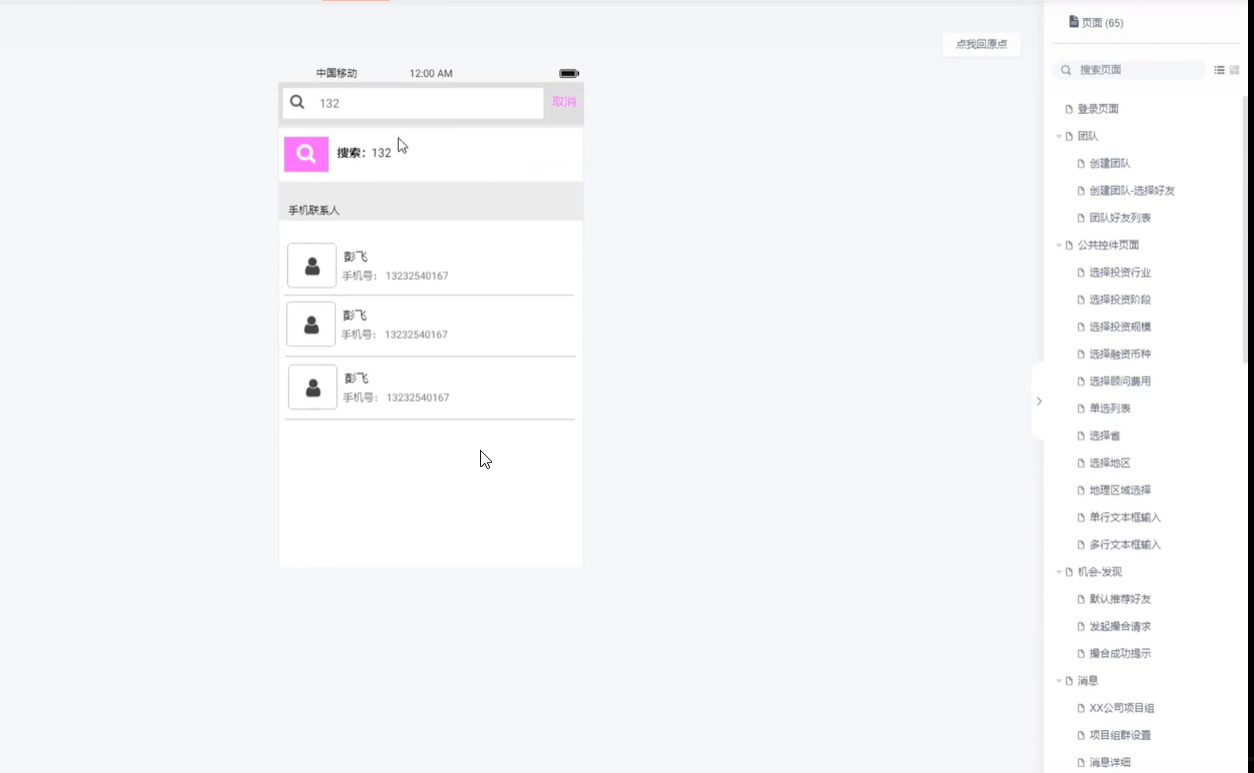 点我回原点
中国移动 12:00 AM
132 取消
搜索：132
手机联系人
彭飞
手机号： 13232540167
彭飞
手机号： 13232540167
彭飞
手机号： 13232540167
页面 (65)
搜索页面
登录页面
团队
创建团队
创建团队-选择好友
团队好友列表
公共控件页面
选择投资行业
选择投资阶段
选择投资规模
选择融资币种
选择顾问费用
单选列表
选择省
选择地区
地理区域选择
单行文本框输入
多行文本框输入
机会-发现
默认推荐好友
发起撮合请求
撮合成功提示
消息
XX公司项目组
项目组群设置
消息详细